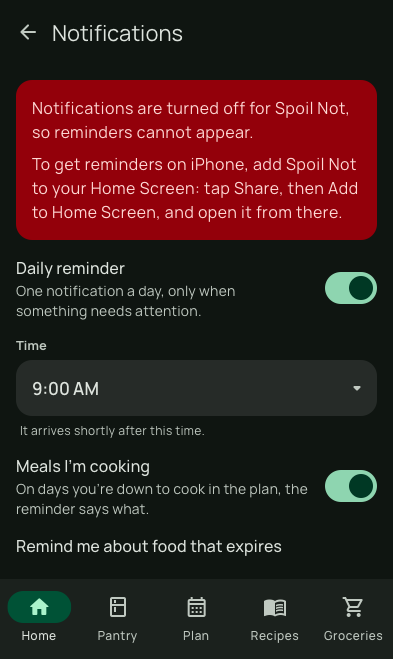 Notifications
Notifications are turned off for Spoil Not,
so reminders cannot appear.
To get reminders on iPhone, add Spoil Not
to your Home Screen: tap Share, then Add
to Home Screen, and open it from there.
Daily reminder
One notification a day, only when
something needs attention.
Time
9:00 AM
It arrives shortly after this time.
Meals I'm cooking
On days you're down to cook in the plan, the
reminder says what.
Remind me about food that expires
Home
Pantry
Plan
Recipes
Groceries